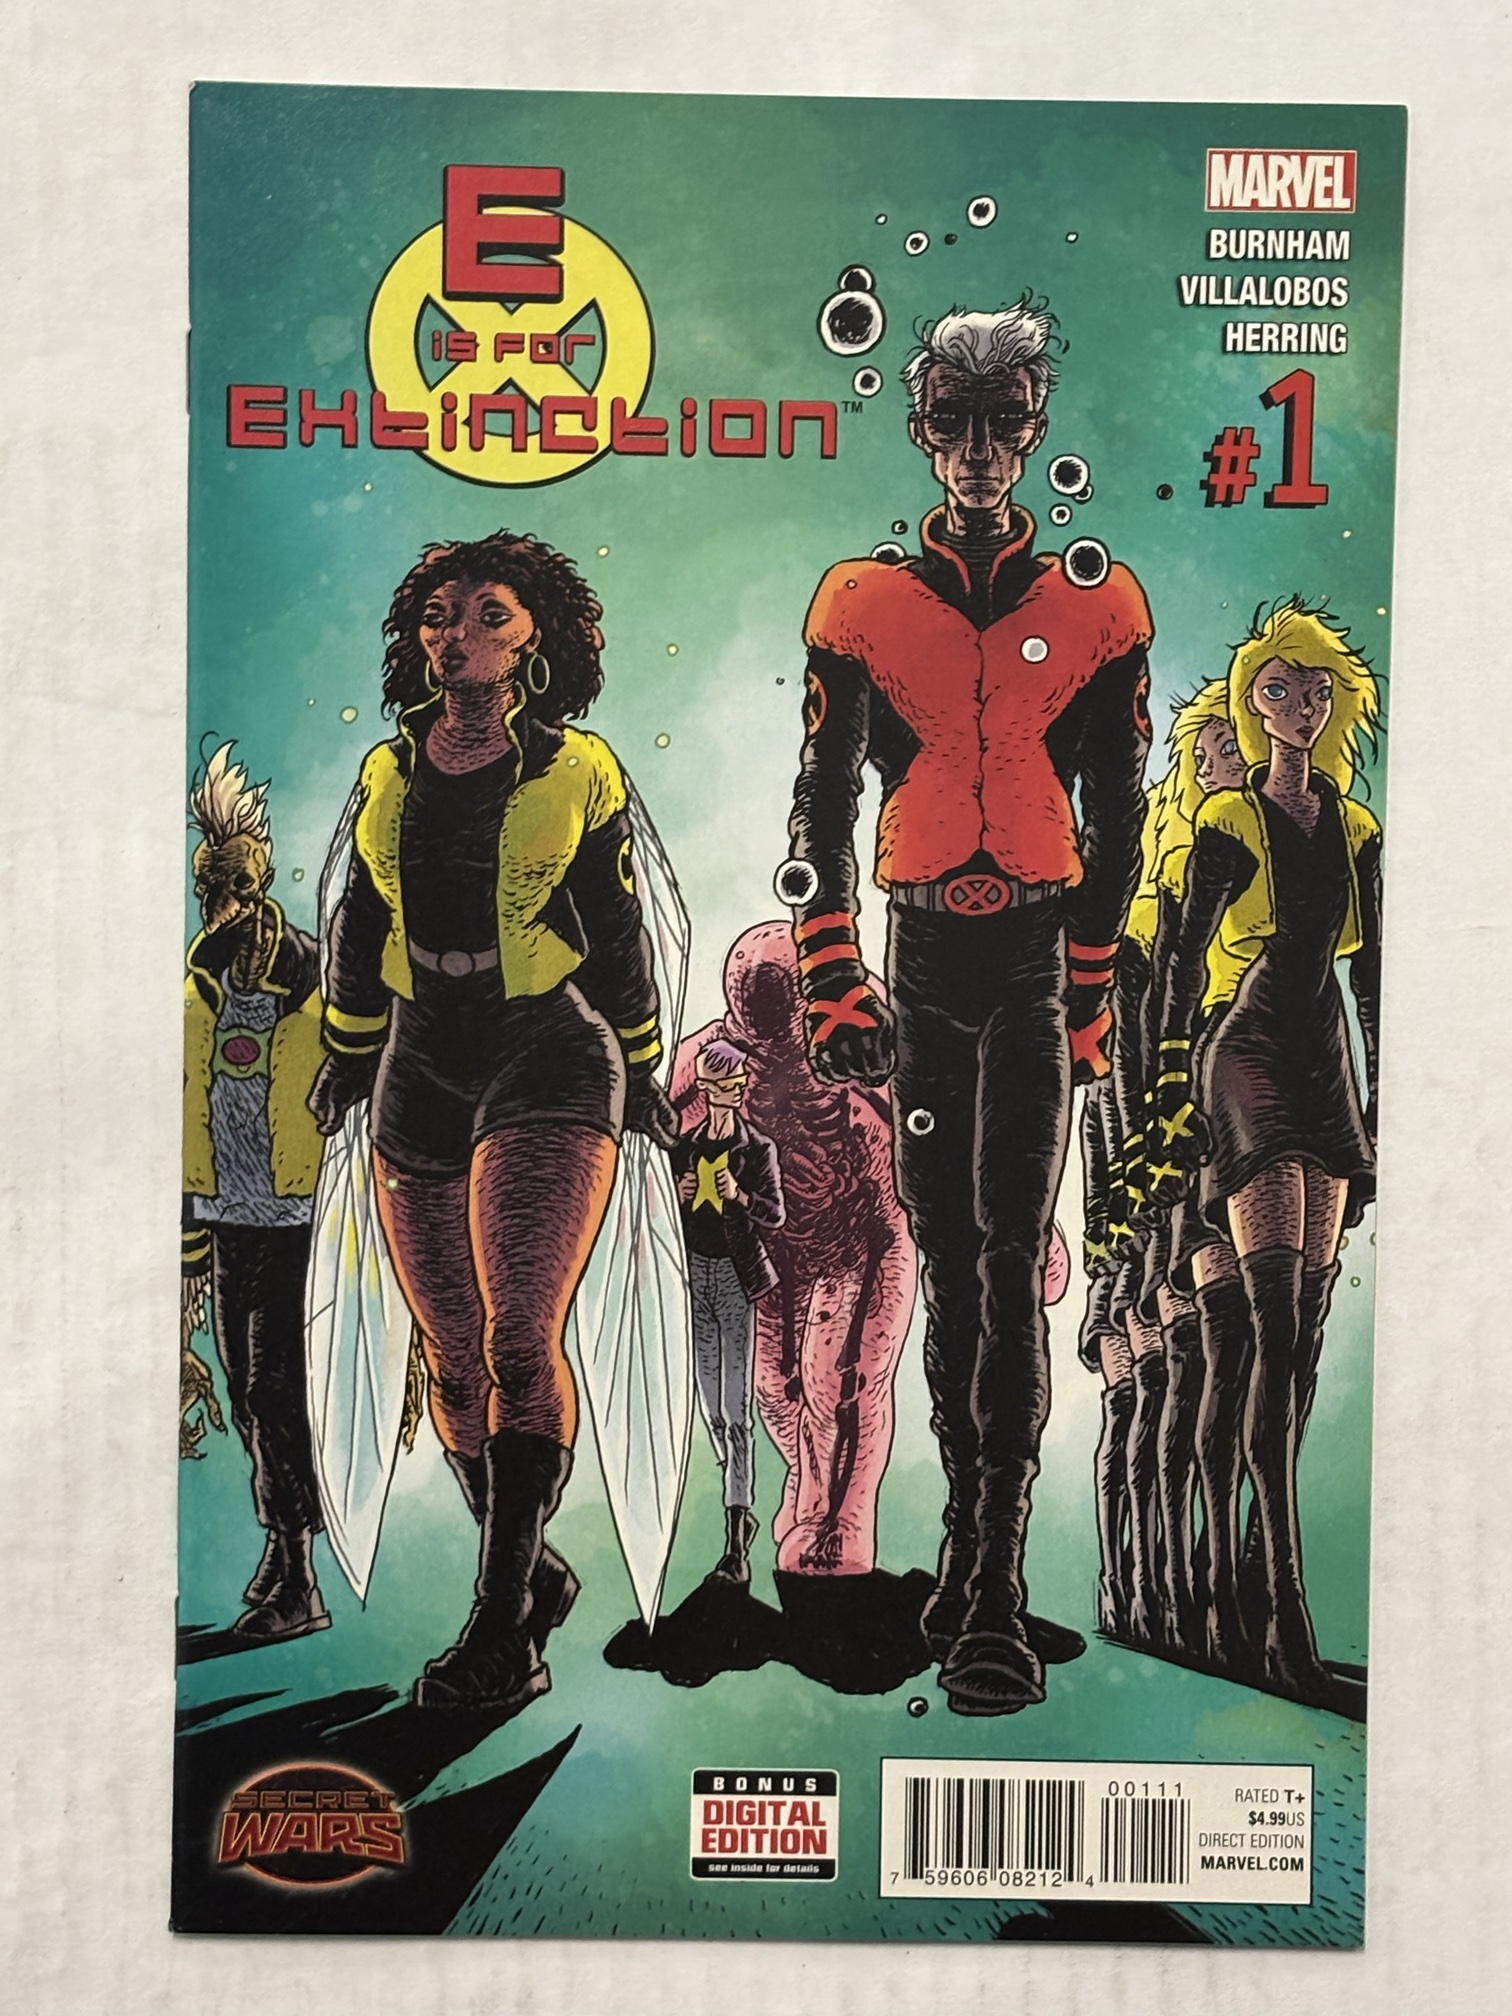 E
is for
Extinction™
MARVEL
BURNHAM
VILLALOBOS
HERRING
#1
SECRET
WARS
BONUS
DIGITAL
EDITION
see inside for details
00111
7 59606 08212 4
RATED T+
$4.99US
DIRECT EDITION
MARVEL.COM